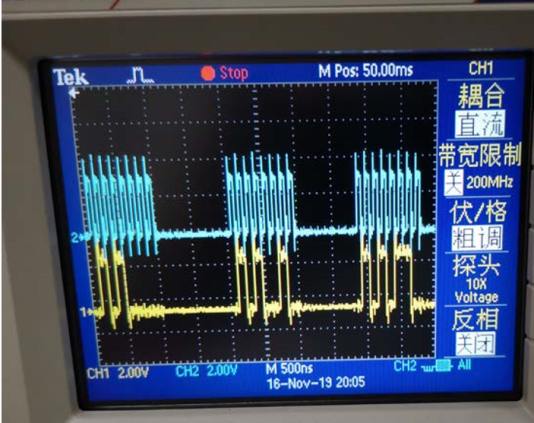 Tek Stop M Pos: 50.00ms CH1
耦合
直流
带宽限制
关 200MHz
伏/格
粗调
探头
10X
Voltage
反相
关闭
2
1
CH1 2.00V CH2 2.00V M 500ns CH2 All
16-Nov-19 20:05